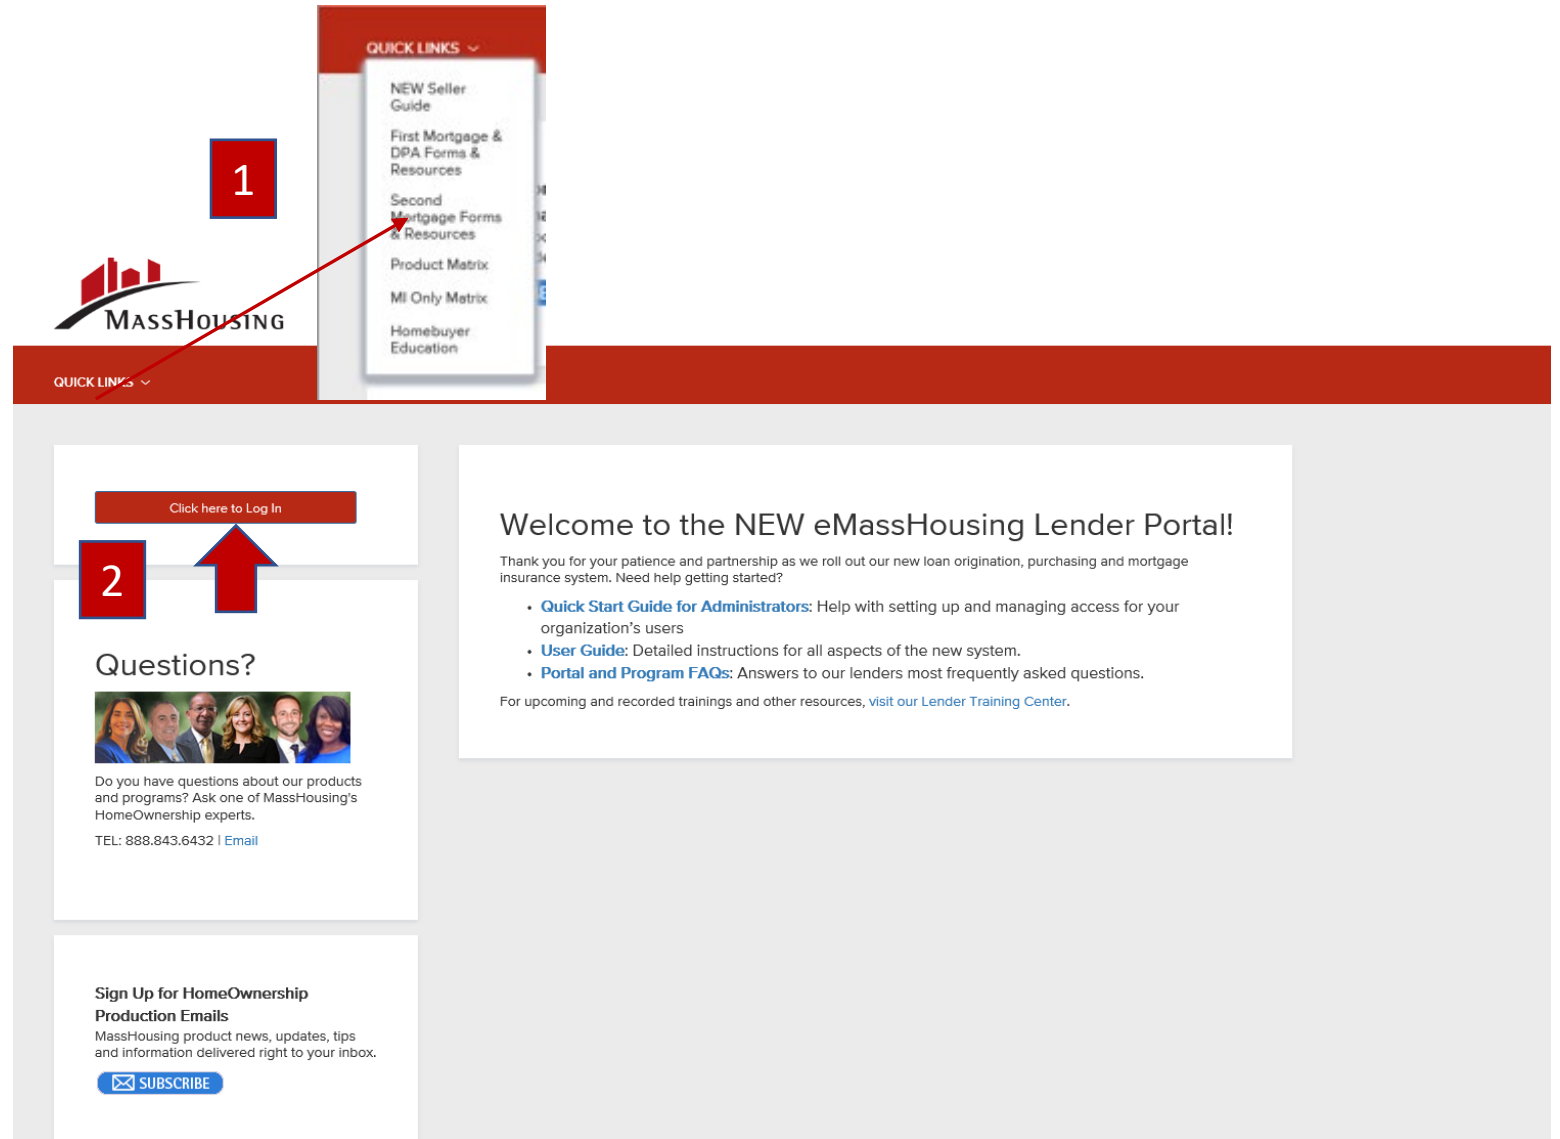 QUICK LINKS
NEW Seller
Guide
First Mortgage &
DPA Forms &
Resources
Second
Mortgage Forms
& Resources
Product Matrix
MI Only Matrix
Homebuyer
Education
1
MASSHOUSING
QUICK LINKS
Click here to Log In
2
Questions?
Do you have questions about our products
and programs? Ask one of MassHousing's
HomeOwnership experts.
TEL: 888.843.6432 | Email
Sign Up for HomeOwnership
Production Emails
MassHousing product news, updates, tips
and information delivered right to your inbox.
SUBSCRIBE
Welcome to the NEW eMassHousing Lender Portal!
Thank you for your patience and partnership as we roll out our new loan origination, purchasing and mortgage
insurance system. Need help getting started?
• Quick Start Guide for Administrators: Help with setting up and managing access for your
organization's users
• User Guide: Detailed instructions for all aspects of the new system.
• Portal and Program FAQs: Answers to our lenders most frequently asked questions.
For upcoming and recorded trainings and other resources, visit our Lender Training Center.